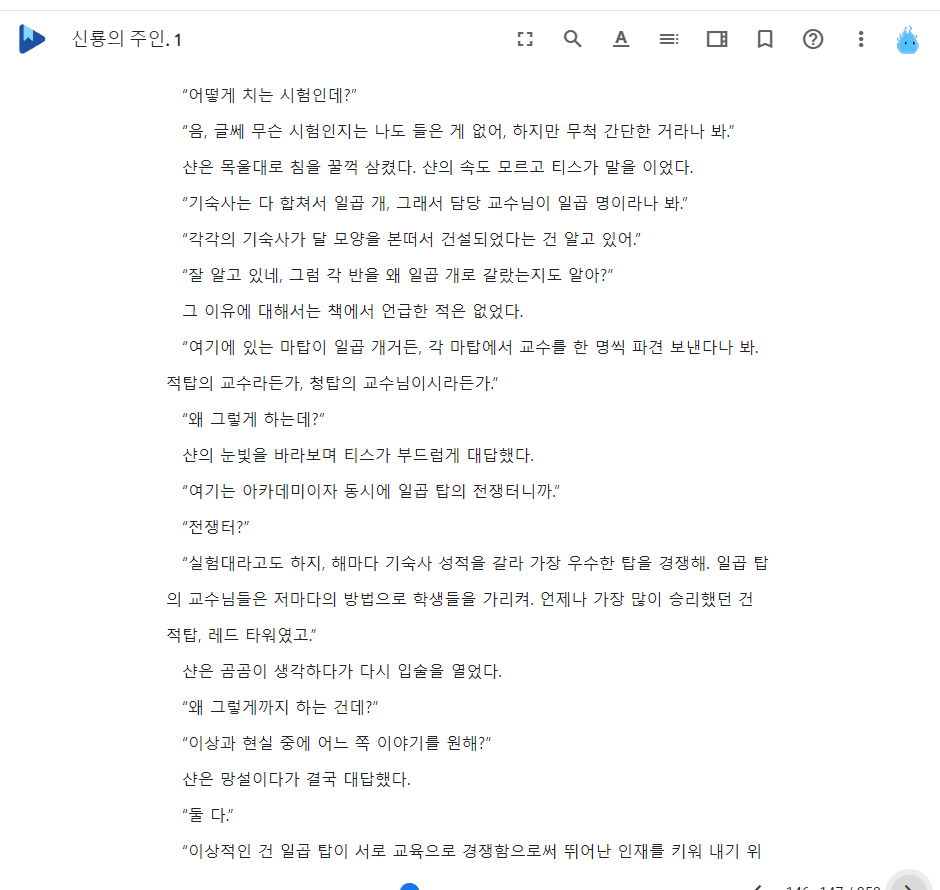 신룡의 주인. 1
“어떻게 치는 시험인데?”
“음, 글쎄 무슨 시험인지는 나도 들은 게 없어, 하지만 무척 간단한 거라나 봐.”
샨은 목울대로 침을 꿀꺽 삼켰다. 샨의 속도 모르고 티스가 말을 이었다.
“기숙사는 다 합쳐서 일곱 개, 그래서 담당 교수님이 일곱 명이라나 봐.”
“각각의 기숙사가 달 모양을 본떠서 건설되었다는 건 알고 있어.”
“잘 알고 있네, 그럼 각 반을 왜 일곱 개로 갈랐는지도 알아?”
그 이유에 대해서는 책에서 언급한 적은 없었다.
“여기에 있는 마탑이 일곱 개거든, 각 마탑에서 교수를 한 명씩 파견 보낸다나 봐.
적탑의 교수라든가, 청탑의 교수님이시라든가.”
“왜 그렇게 하는데?”
샨의 눈빛을 바라보며 티스가 부드럽게 대답했다.
“여기는 아카데미이자 동시에 일곱 탑의 전쟁터니까.”
“전쟁터?”
“실험대라고도 하지, 해마다 기숙사 성적을 갈라 가장 우수한 탑을 경쟁해. 일곱 탑
의 교수님들은 저마다의 방법으로 학생들을 가리켜. 언제나 가장 많이 승리했던 건
적탑, 레드 타워였고.”
샨은 곰곰이 생각하다가 다시 입술을 열었다.
“왜 그렇게까지 하는 건데?”
“이상과 현실 중에 어느 쪽 이야기를 원해?”
샨은 망설이다가 결국 대답했다.
“둘 다.”
“이상적인 건 일곱 탑이 서로 교육으로 경쟁함으로써 뛰어난 인재를 키워 내기 위